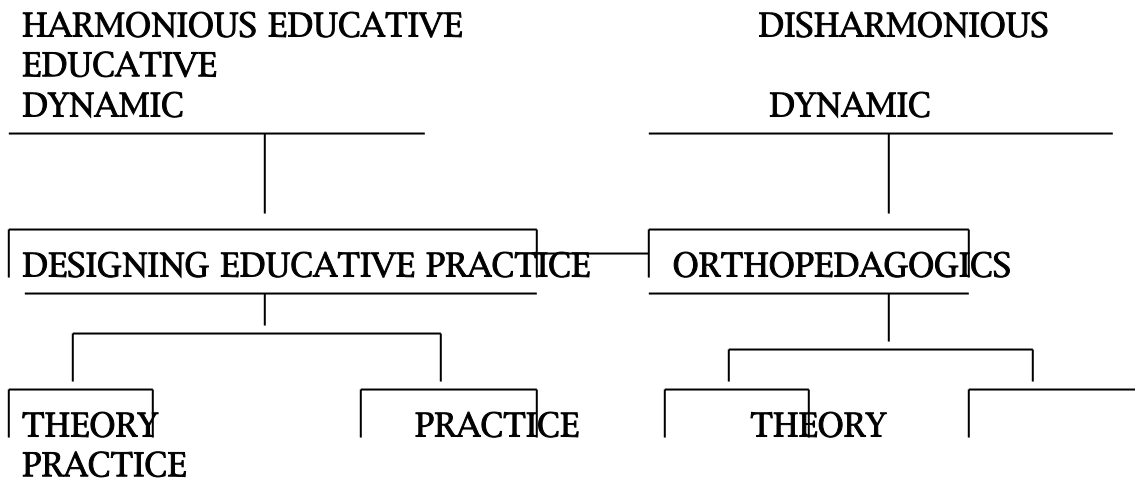 HARMONIOUS EDUCATIVE DISHARMONIOUS
EDUCATIVE
DYNAMIC DYNAMIC
DESIGNING EDUCATIVE PRACTICE ORTHOPEDAGOGICS
THEORY PRACTICE THEORY
PRACTICE